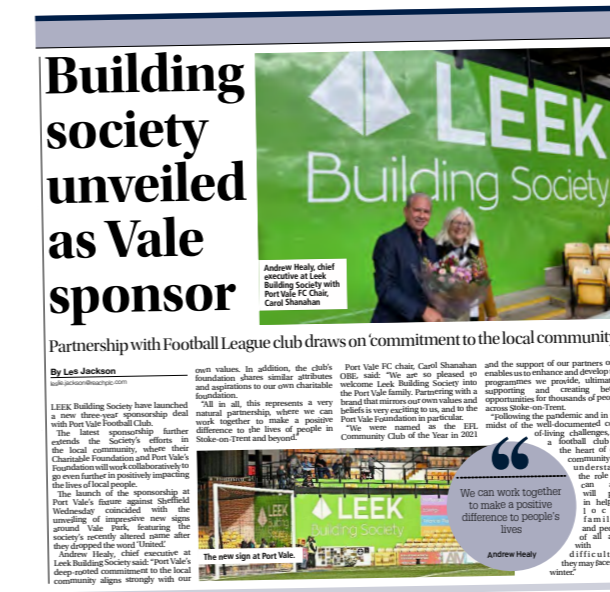 Building
society
unveiled
as Vale
sponsor
LEEK
Building Society
Andrew Healy, chief
executive at Leek
Building Society with
Port Vale FC Chair,
Carol Shanahan
Partnership with Football League club draws on 'commitment to the local communit
By Les Jackson
leslie.jackson@reachplc.com
LEEK Building Society have launched
a new three-year sponsorship deal
with Port Vale Football Club.
The latest sponsorship further
extends the Society's efforts in
the local community, where their
Charitable Foundation and Port Vale's
Foundation will work collaboratively to
go even further in positively impacting
the lives of local people.
The launch of the sponsorship at
Port Vale's fixture against Sheffield
Wednesday coincided with the
unveiling of impressive new signs
around Vale Park, featuring the
society's recently altered name after
they dropped the word 'United'.
Andrew Healy, chief executive at
Leek Building Society said: "Port Vale's
deep-rooted commitment to the local
community aligns strongly with our
own values. In addition, the club's
foundation shares similar attributes
and aspirations to our own charitable
foundation.
"All in all, this represents a very
natural partnership, where we can
work together to make a positive
difference to the lives of people in
Stoke-on-Trent and beyond."
Port Vale FC chair, Carol Shanahan
OBE, said: "We are so pleased to
welcome Leek Building Society into
the Port Vale family. Partnering with a
brand that mirrors our own values and
beliefs is very exciting to us, and to the
Port Vale Foundation in particular.
"We were named as the EFL
Community Club of the Year in 2021
and the support of our partners o
enables us to enhance and develop
programmes we provide, ultimat
supporting and creating be
opportunities for thousands of peo
across Stoke-on-Trent.
"Following the pandemic and in
midst of the well-documented co
of-living challenges,
a football club
the heart of
community
understa
the role
can
will
in help
loc
famil
and peo
of all a
with
difficult
they may face
winter."
LEEK
Building Society
LEEK
Building
The new sign at Port Vale.
We can work together
to make a positive
difference to people's
lives
Andrew Healy